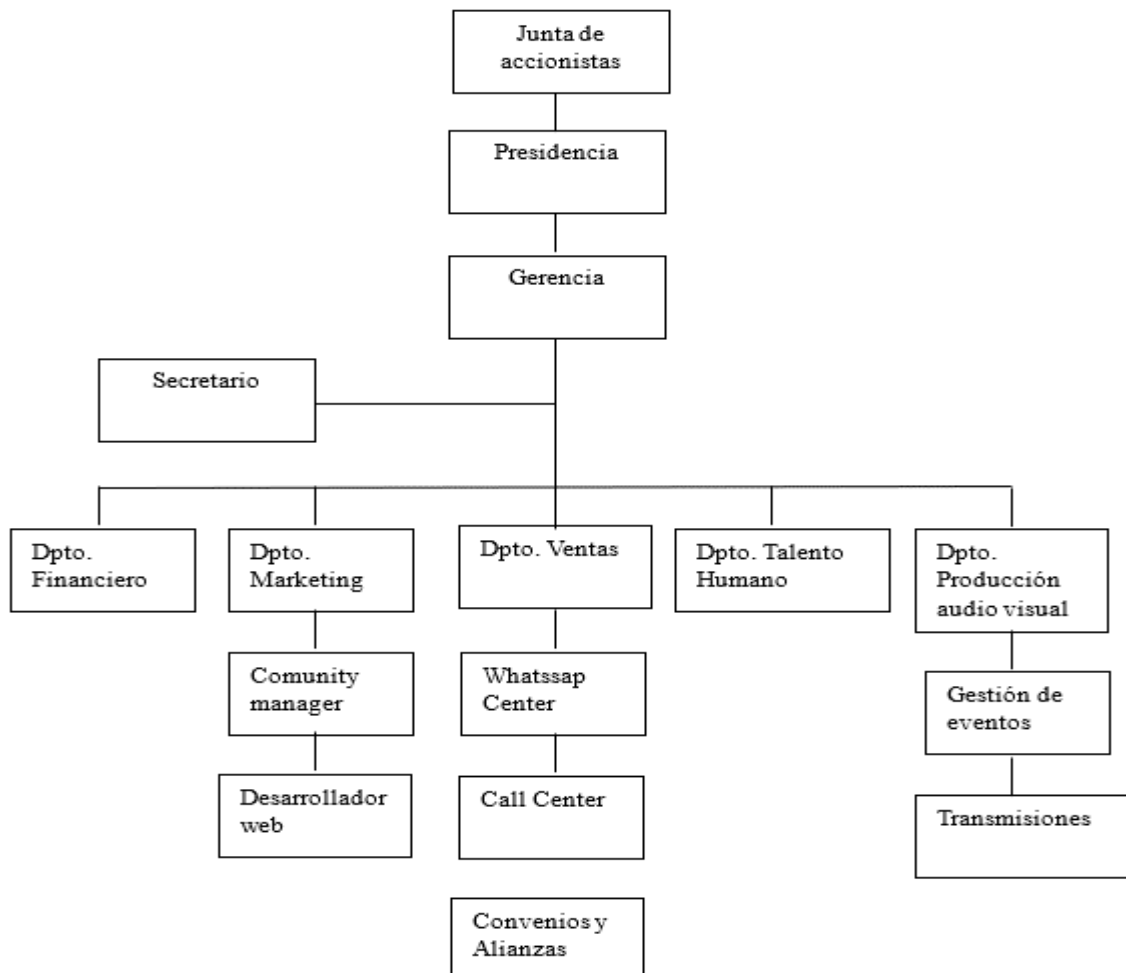 Junta de
accionistas
Presidencia
Gerencia
Secretario
Dpto.
Financiero
Dpto.
Marketing
Dpto. Ventas
Dpto. Talento
Humano
Dpto.
Producción
audio visual
Comunity
manager
Whatssap
Center
Gestión de
eventos
Desarrollador
web
Call Center
Transmisiones
Convenios y
Alianzas